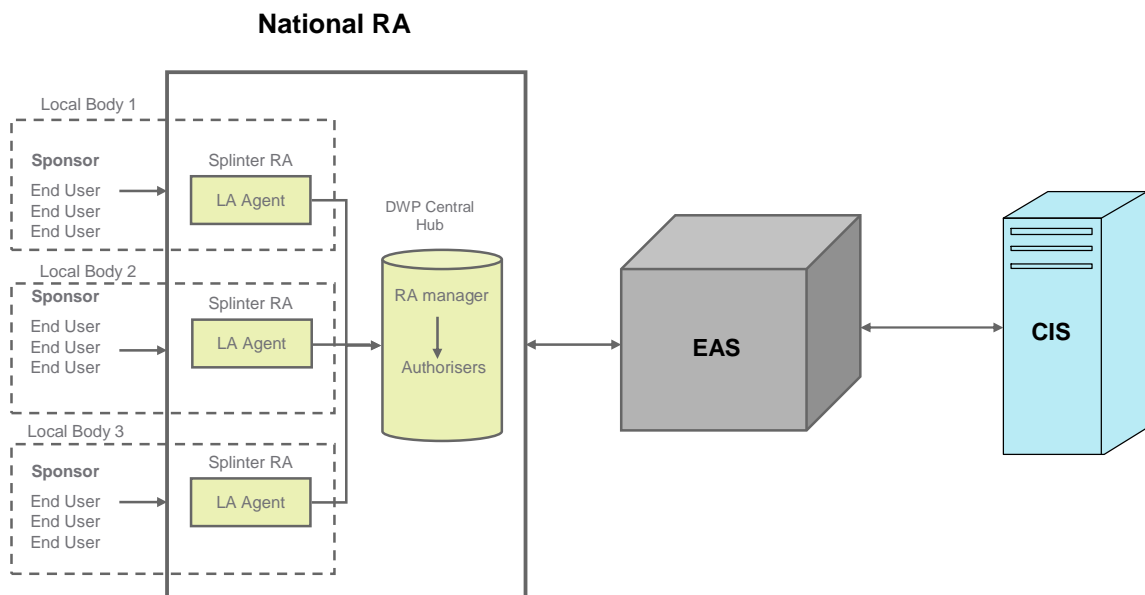 National RA
Local Body 1
Sponsor
End User
End User
End User
Splinter RA
LA Agent
Local Body 2
Sponsor
End User
End User
End User
Splinter RA
LA Agent
Local Body 3
Sponsor
End User
End User
End User
Splinter RA
LA Agent
DWP Central
Hub
RA manager
Authorisers
EAS
CIS